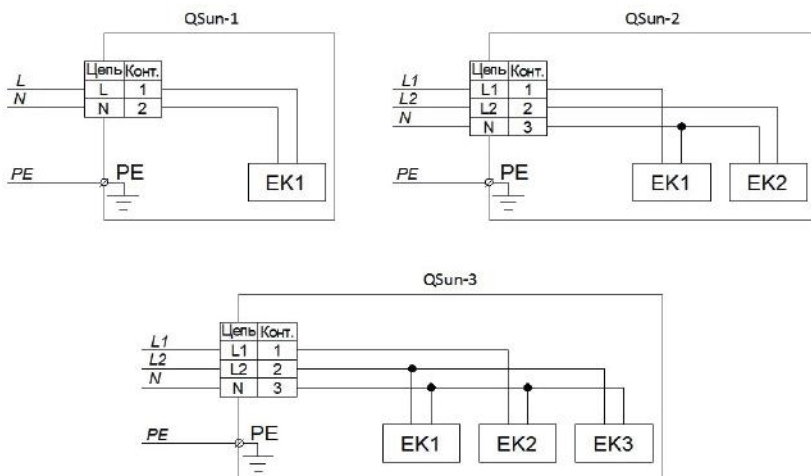 QSun-1
Цепь Конт.
L L 1
N N 2
PE PE
EK1
QSun-2
Цепь Конт.
L1 L1 1
L2 L2 2
N N 3
PE PE
EK1 EK2
QSun-3
Цепь Конт.
L1 L1 1
L2 L2 2
N N 3
PE PE
EK1 EK2 EK3